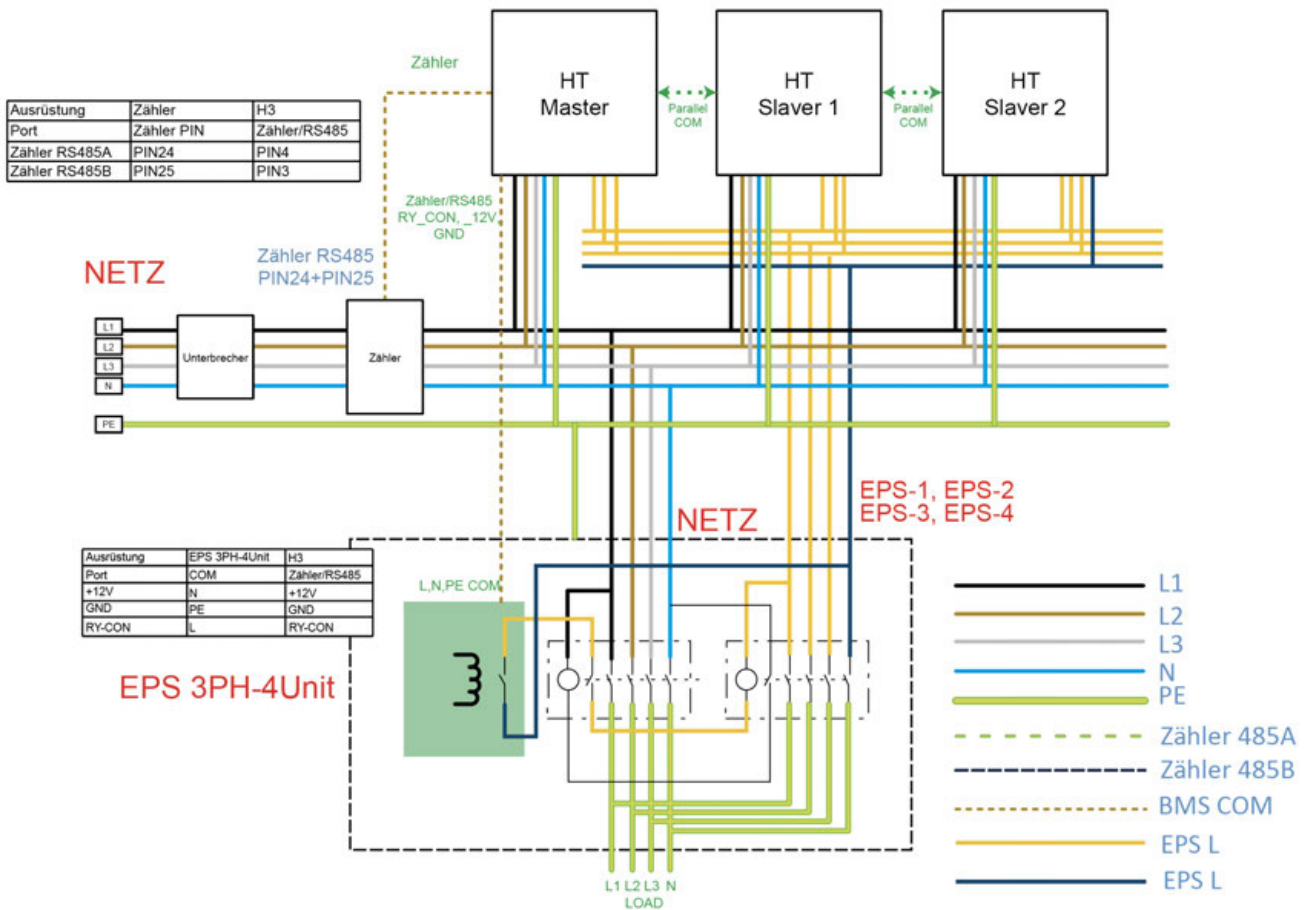 HT
Master
HT
Slaver 1
HT
Slaver 2
Zähler
Parallel
COM
Parallel
COM
Ausrüstung Zähler H3
Port Zähler PIN Zähler/RS485
Zähler RS485A PIN24 PIN4
Zähler RS485B PIN25 PIN3
Zähler/RS485
RY_CON, _12V,
GND
Zähler RS485
PIN24+PIN25
NETZ
L1
L2
L3
N
PE
Unterbrecher
Zähler
EPS-1, EPS-2
EPS-3, EPS-4
NETZ
Ausrüstung EPS 3PH-4Unit H3
Port COM Zähler/RS485
+12V N +12V
GND PE GND
RY-CON L RY-CON
L,N,PE COM
EPS 3PH-4Unit
L1
L2
L3
N
PE
Zähler 485A
Zähler 485B
BMS COM
EPS L
EPS L
L1 L2 L3 N
LOAD